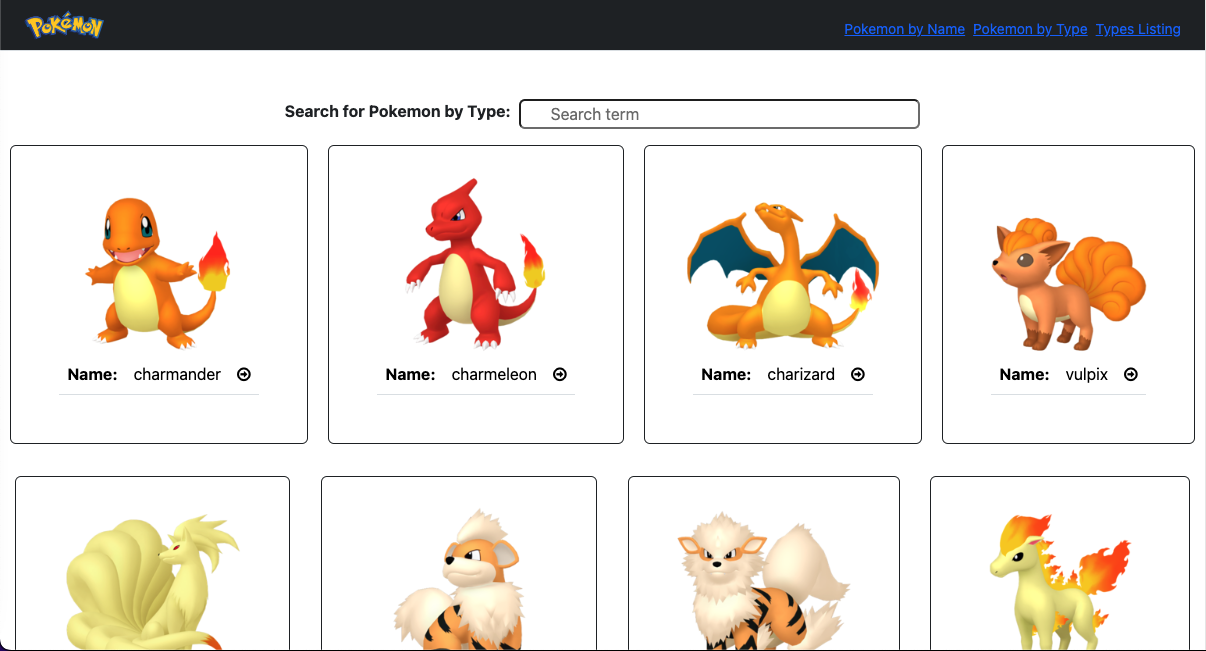 POKéMON
Pokemon by Name Pokemon by Type Types Listing
Search for Pokemon by Type: Search term
Name: charmander
Name: charmeleon
Name: charizard
Name: vulpix